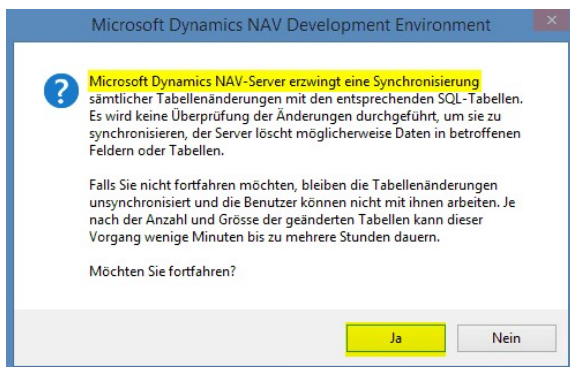 Microsoft Dynamics NAV Development Environment
Microsoft Dynamics NAV-Server erzwingt eine Synchronisierung
sämtlicher Tabellenänderungen mit den entsprechenden SQL-Tabellen.
Es wird keine Überprüfung der Änderungen durchgeführt, um sie zu
synchronisieren, der Server löscht möglicherweise Daten in betroffenen
Feldern oder Tabellen.
Falls Sie nicht fortfahren möchten, bleiben die Tabellenänderungen
unsynchronisiert und die Benutzer können nicht mit ihnen arbeiten. Je
nach der Anzahl und Grösse der geänderten Tabellen kann dieser
Vorgang wenige Minuten bis zu mehrere Stunden dauern.
Möchten Sie fortfahren?
Ja
Nein